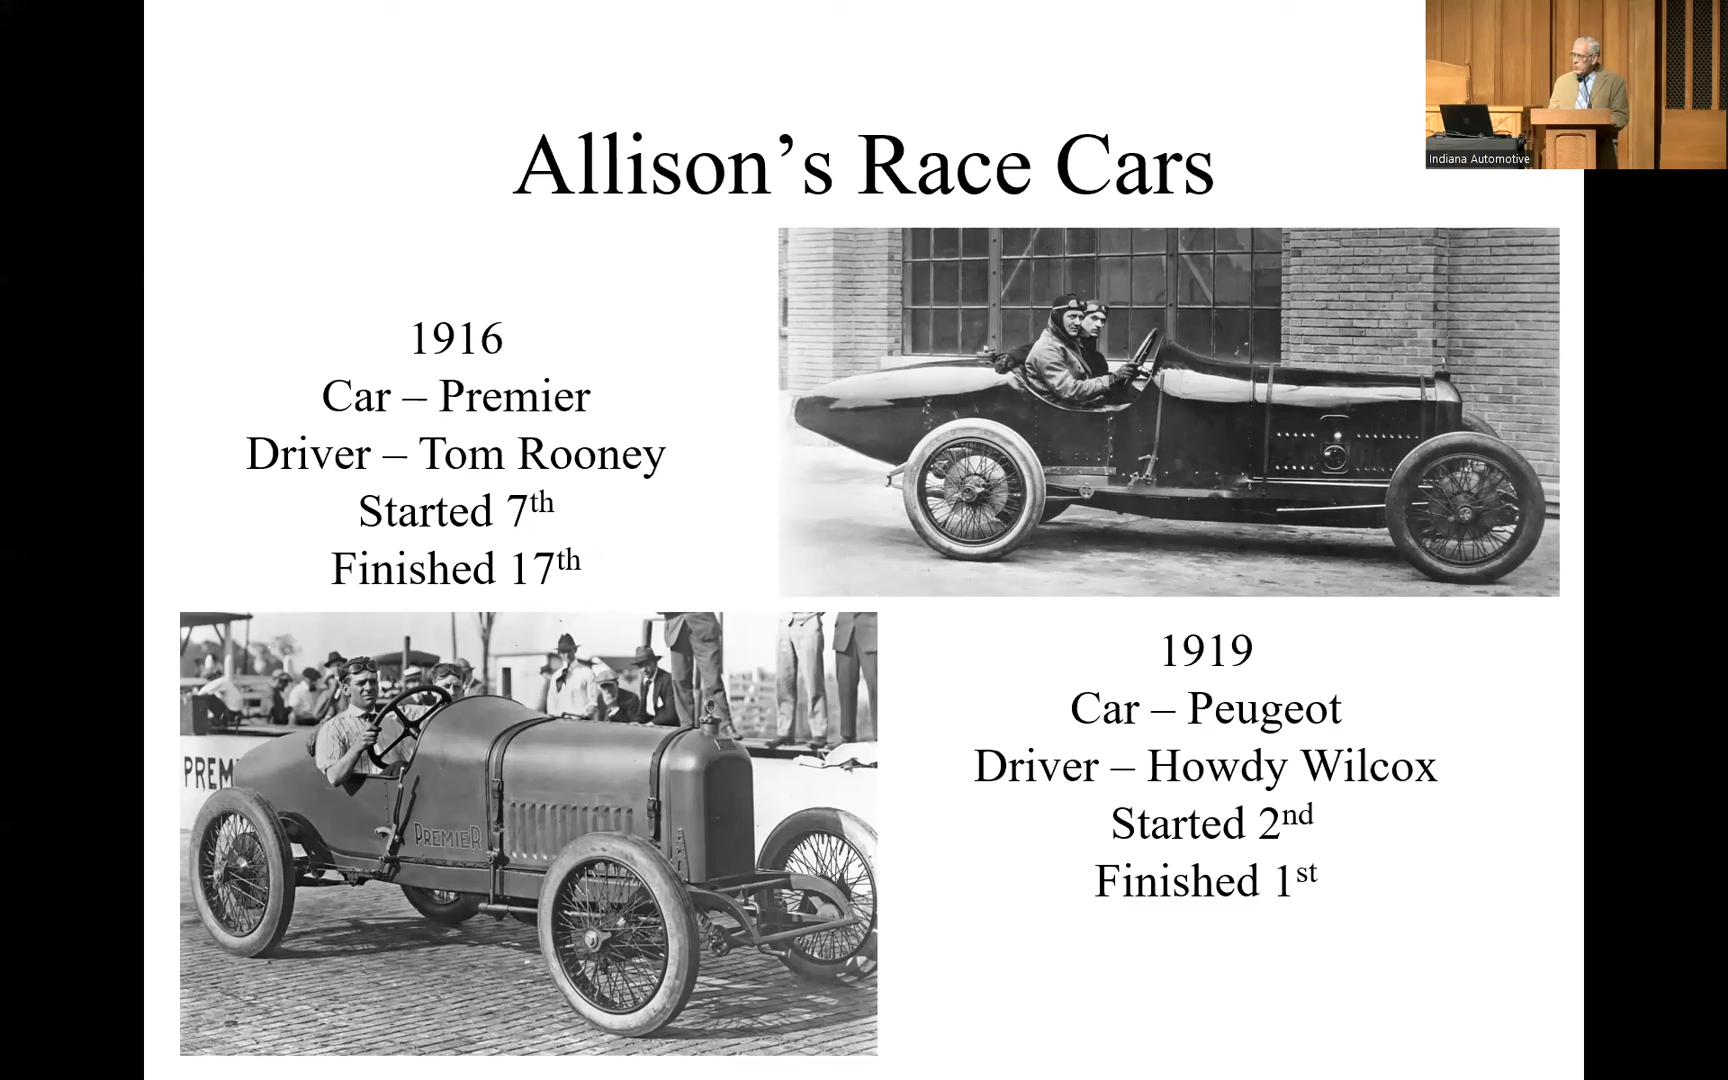 Allison’s Race Cars
Indiana Automotive
1916
Car – Premier
Driver – Tom Rooney
Started 7th
Finished 17th
PREM
PREMIER
1919
Car – Peugeot
Driver – Howdy Wilcox
Started 2nd
Finished 1st